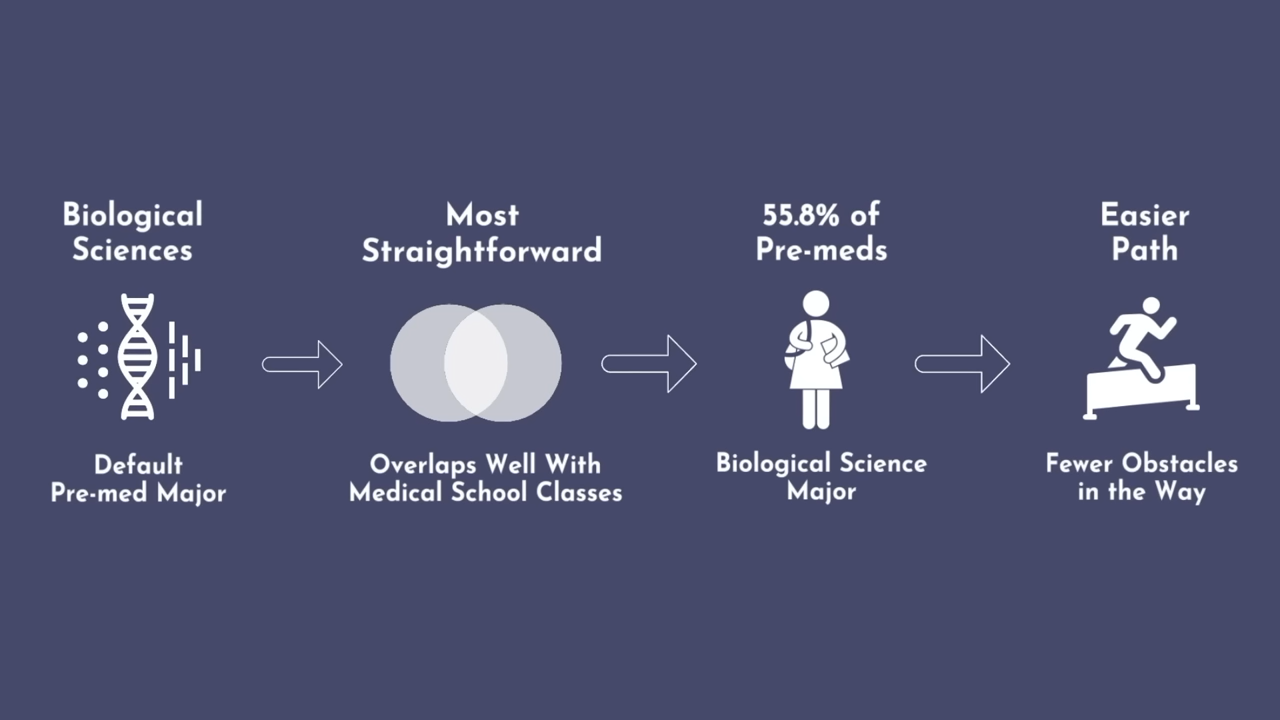 Biological
Sciences
Default
Pre-med Major
Most
Straightforward
Overlaps Well With
Medical School Classes
55.8% of
Pre-meds
Biological Science
Major
Easier
Path
Fewer Obstacles
in the Way